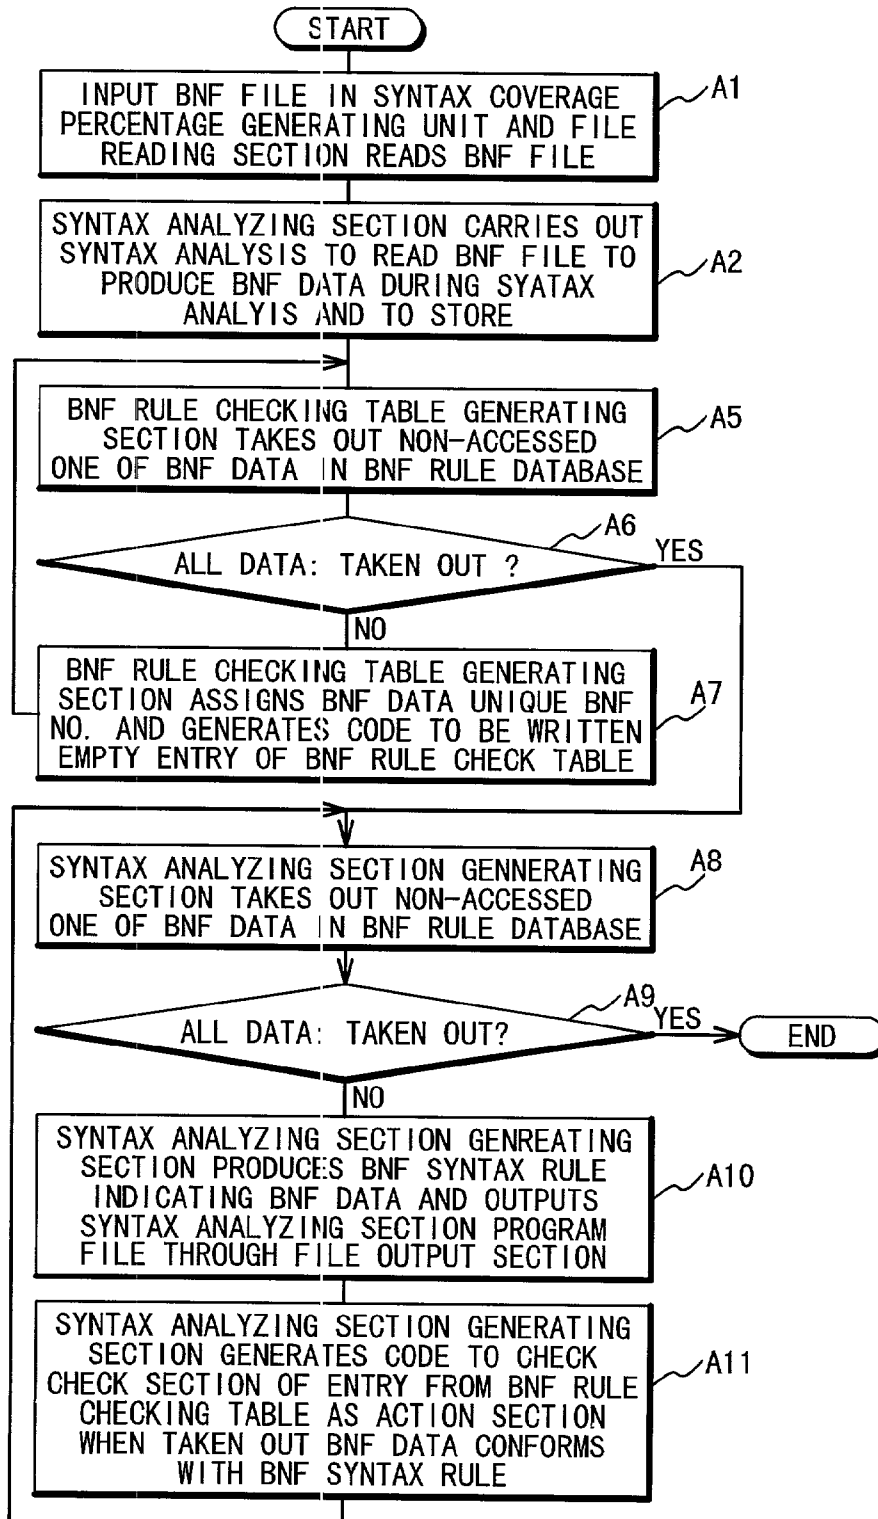 START
INPUT BNF FILE IN SYNTAX COVERAGE
PERCENTAGE GENERATING UNIT AND FILE
READING SECTION READS BNF FILE
A1
SYNTAX ANALYZING SECTION CARRIES OUT
SYNTAX ANALYSIS TO READ BNF FILE TO
PRODUCE BNF DATA DURING SYATAX
ANALYIS AND TO STORE
A2
BNF RULE CHECKING TABLE GENERATING
SECTION TAKES OUT NON-ACCESSED
ONE OF BNF DATA IN BNF RULE DATABASE
A5
A6
ALL DATA: TAKEN OUT ?
YES
NO
BNF RULE CHECKING TABLE GENERATING
SECTION ASSIGNS BNF DATA UNIQUE BNF
NO. AND GENERATES CODE TO BE WRITTEN
EMPTY ENTRY OF BNF RULE CHECK TABLE
A7
SYNTAX ANALYZING SECTION GENNERATING
SECTION TAKES OUT NON-ACCESSED
ONE OF BNF DATA IN BNF RULE DATABASE
A8
A9
ALL DATA: TAKEN OUT?
YES
END
NO
SYNTAX ANALYZING SECTION GENREATING
SECTION PRODUCES BNF SYNTAX RULE
INDICATING BNF DATA AND OUTPUTS
SYNTAX ANALYZING SECTION PROGRAM
FILE THROUGH FILE OUTPUT SECTION
A10
SYNTAX ANALYZING SECTION GENERATING
SECTION GENERATES CODE TO CHECK
CHECK SECTION OF ENTRY FROM BNF RULE
CHECKING TABLE AS ACTION SECTION
WHEN TAKEN OUT BNF DATA CONFORMS
WITH BNF SYNTAX RULE
A11